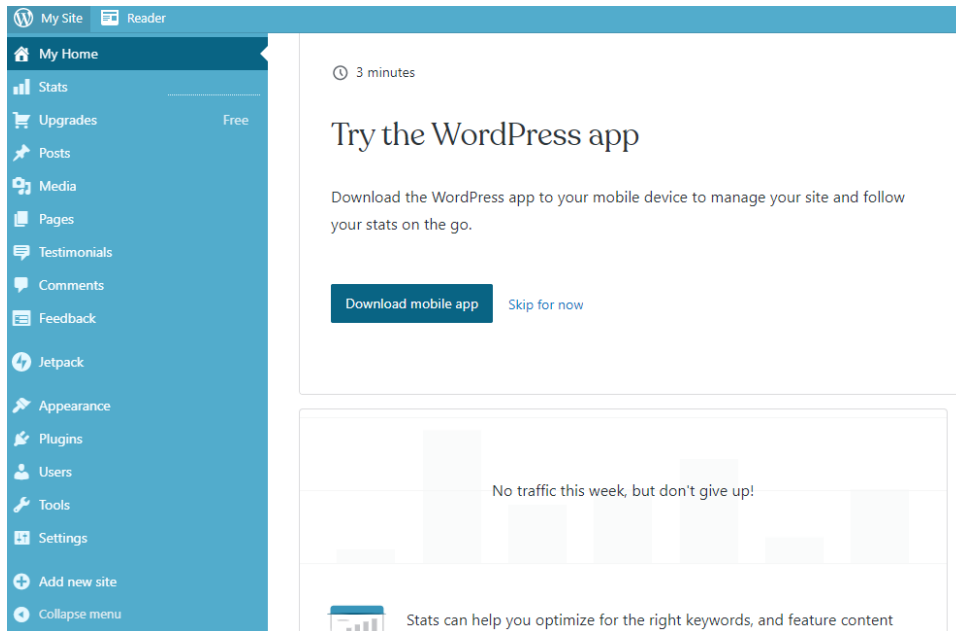 My Site
Reader
My Home
Stats
Upgrades Free
Posts
Media
Pages
Testimonials
Comments
Feedback
Jetpack
Appearance
Plugins
Users
Tools
Settings
Add new site
Collapse menu
3 minutes
Try the WordPress app
Download the WordPress app to your mobile device to manage your site and follow
your stats on the go.
Download mobile app
Skip for now
No traffic this week, but don't give up!
Stats can help you optimize for the right keywords, and feature content